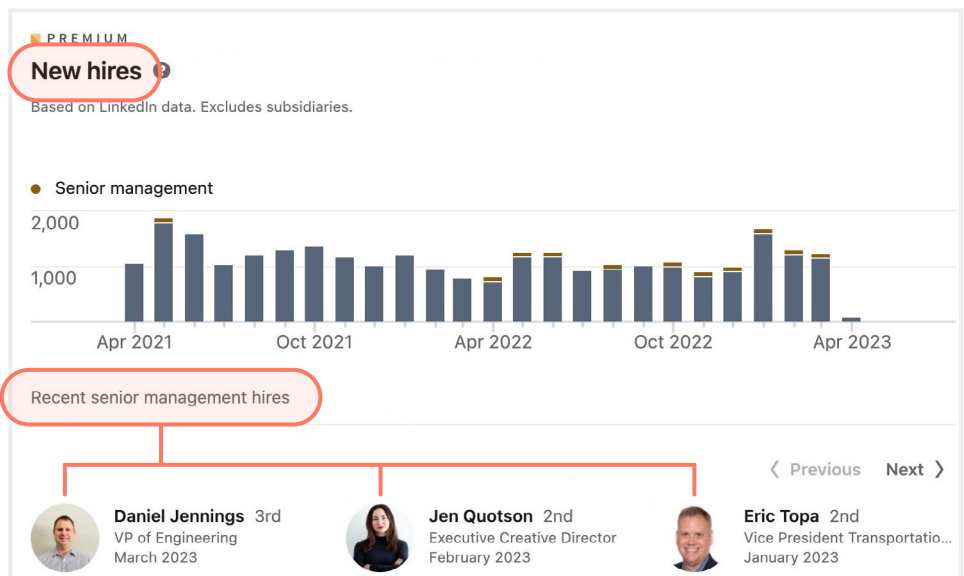 PREMIUM
New hires ?
Based on LinkedIn data. Excludes subsidiaries.
Senior management
2,000
1,000
Apr 2021
Oct 2021
Apr 2022
Oct 2022
Apr 2023
Recent senior management hires
Previous
Next
Daniel Jennings 3rd
VP of Engineering
March 2023
Jen Quotson 2nd
Executive Creative Director
February 2023
Eric Topa 2nd
Vice President Transportatio...
January 2023